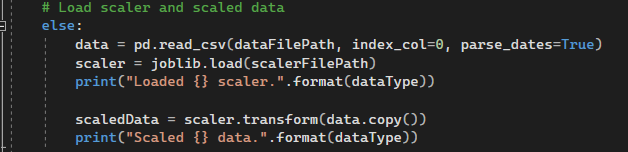 # Load scaler and scaled data
else:
data = pd.read_csv(dataFilePath, index_col=0, parse_dates=True)
scaler = joblib.load(scalerFilePath)
print("Loaded {} scaler.".format(dataType))
scaledData = scaler.transform(data.copy())
print("Scaled {} data.".format(dataType))